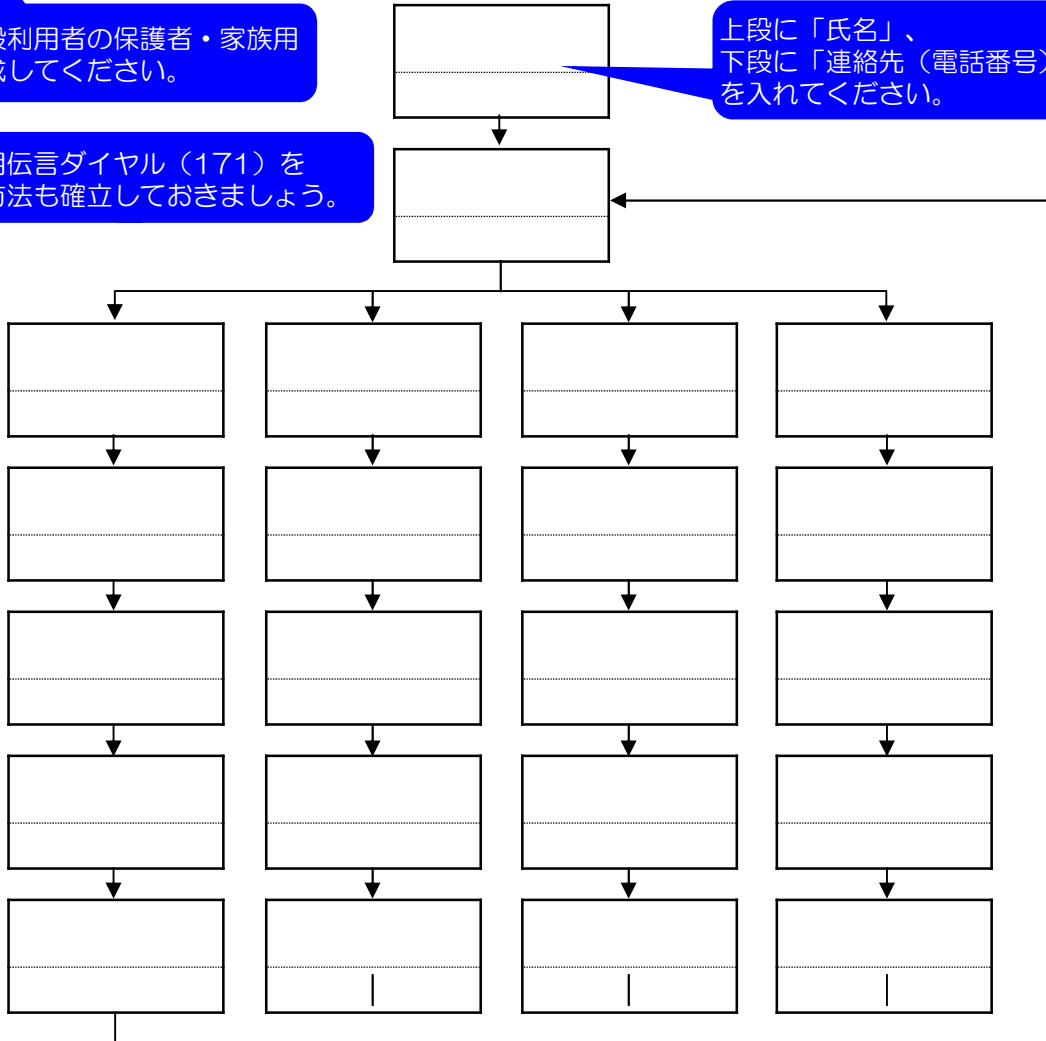 設利用者の保護者・家族用
成してください。
上段に「氏名」、
下段に「連絡先（電話番号）
を入れてください。
用伝言ダイヤル（171）を
方法も確立しておきましょう。